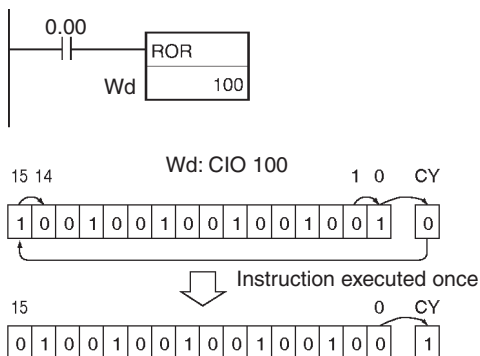 0.00
ROR
Wd 100
Wd: CIO 100
15 14 1 0 CY
1 0 0 1 0 0 1 0 0 1 0 0 1 0 0 1 0
Instruction executed once
15 0 CY
0 1 0 0 1 0 0 1 0 0 1 0 0 1 0 0 1